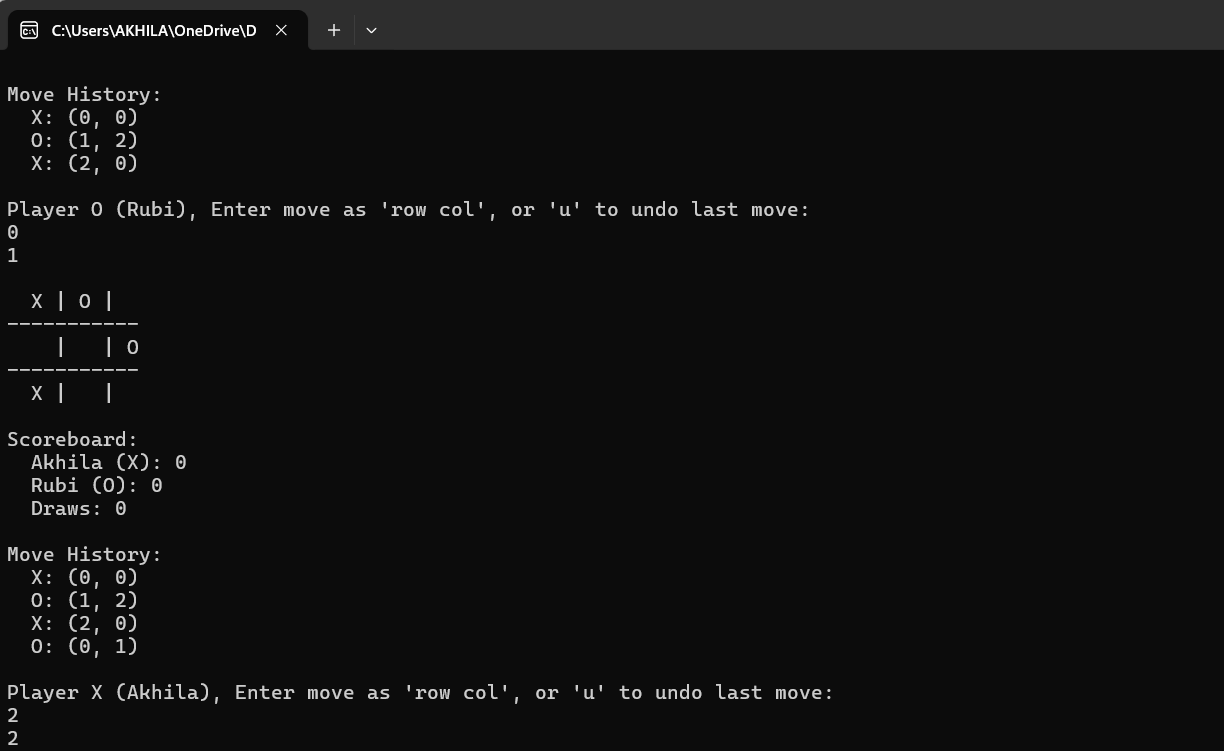 C:\Users\AKHILA\OneDrive\D
Move History:
  X: (0, 0)
  O: (1, 2)
  X: (2, 0)
Player O (Rubi), Enter move as 'row col', or 'u' to undo last move:
0
1
  X | O |
-----------
    |   | O
-----------
  X |   |
Scoreboard:
  Akhila (X): 0
  Rubi (O): 0
  Draws: 0
Move History:
  X: (0, 0)
  O: (1, 2)
  X: (2, 0)
  O: (0, 1)
Player X (Akhila), Enter move as 'row col', or 'u' to undo last move:
2
2